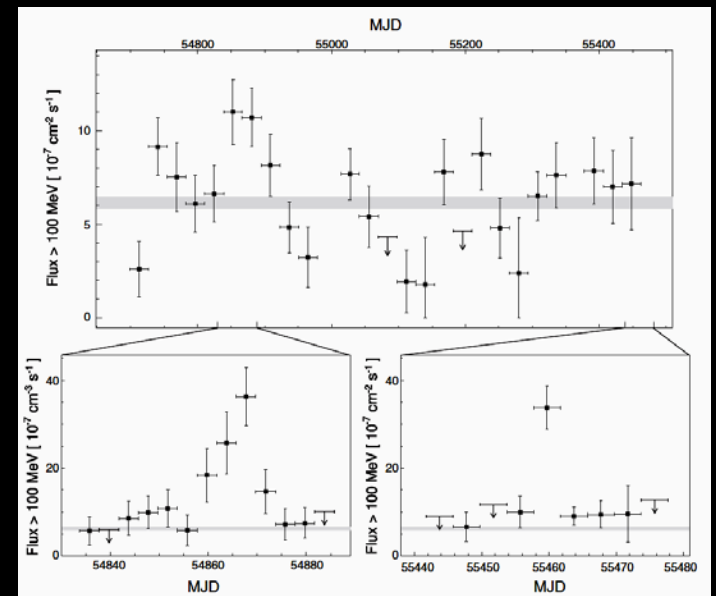 MJD
54800 55000 55200 55400
Flux > 100 MeV [ 10⁻⁷ cm⁻² s⁻¹ ]
10
5
0
Flux > 100 MeV [ 10⁻⁷ cm⁻³ s⁻¹ ]
40
20
0
54840 54860 54880
MJD
Flux > 100 MeV [ 10⁻⁷ cm⁻² s⁻¹ ]
40
20
0
55440 55450 55460 55470 55480
MJD